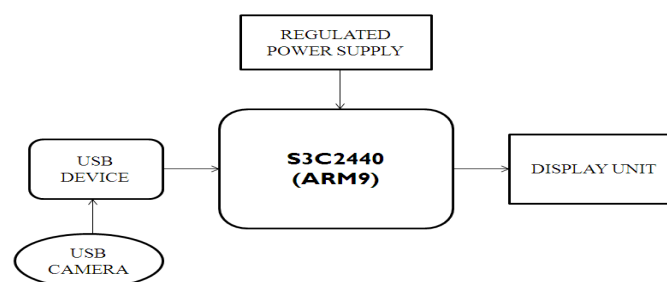 REGULATED
POWER SUPPLY
S3C2440
(ARM9)
USB
DEVICE
DISPLAY UNIT
USB
CAMERA